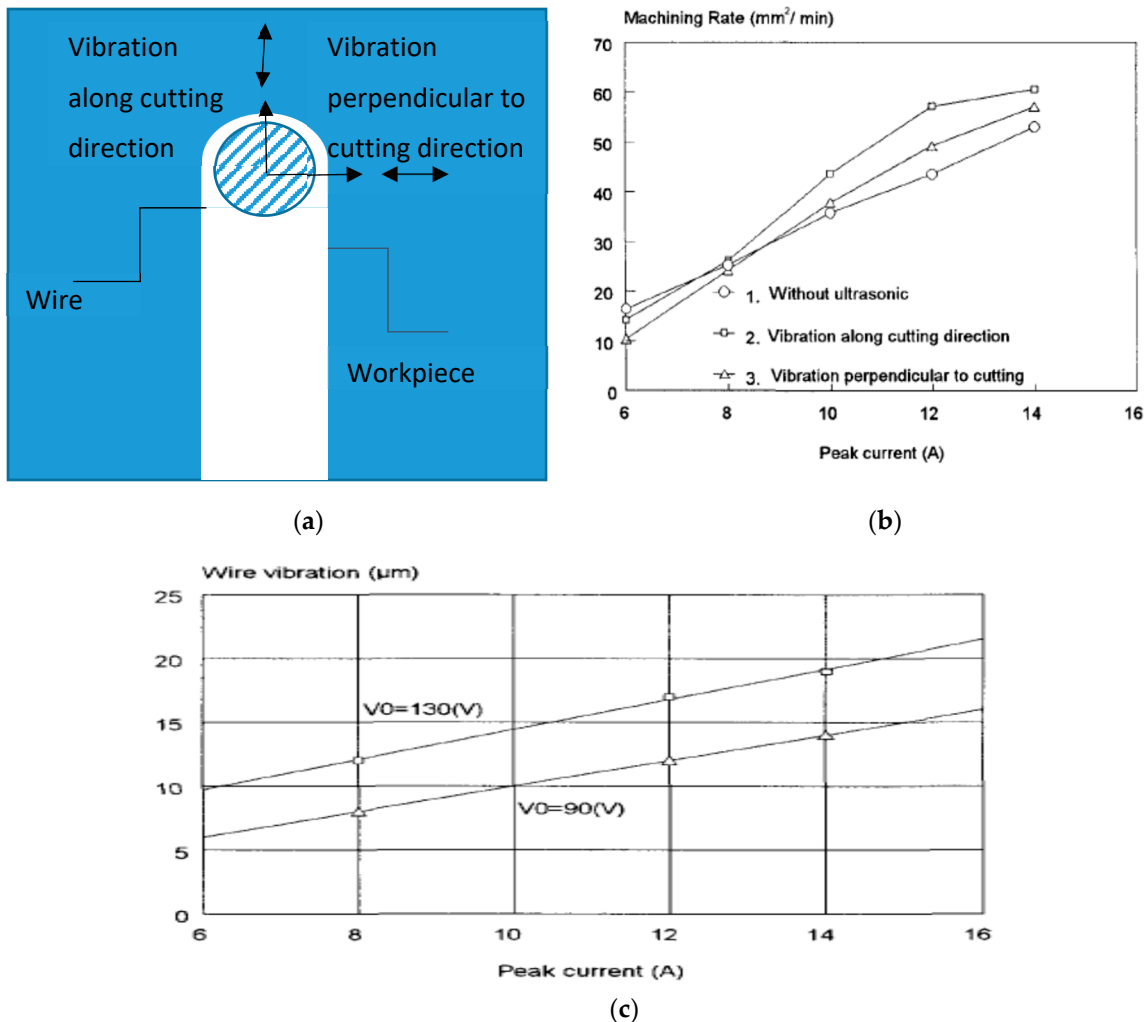 Vibration
along cutting
direction
Vibration
perpendicular to
cutting direction
Wire
Workpiece
(a)
Machining Rate (mm²/ min)
70
60
50
40
30
20
10
0
1. Without ultrasonic
2. Vibration along cutting direction
3. Vibration perpendicular to cutting
6 8 10 12 14 16
Peak current (A)
(b)
Wire vibration (µm)
25
20
15
10
5
0
V0=130(V)
V0=90(V)
6 8 10 12 14 16
Peak current (A)
(c)